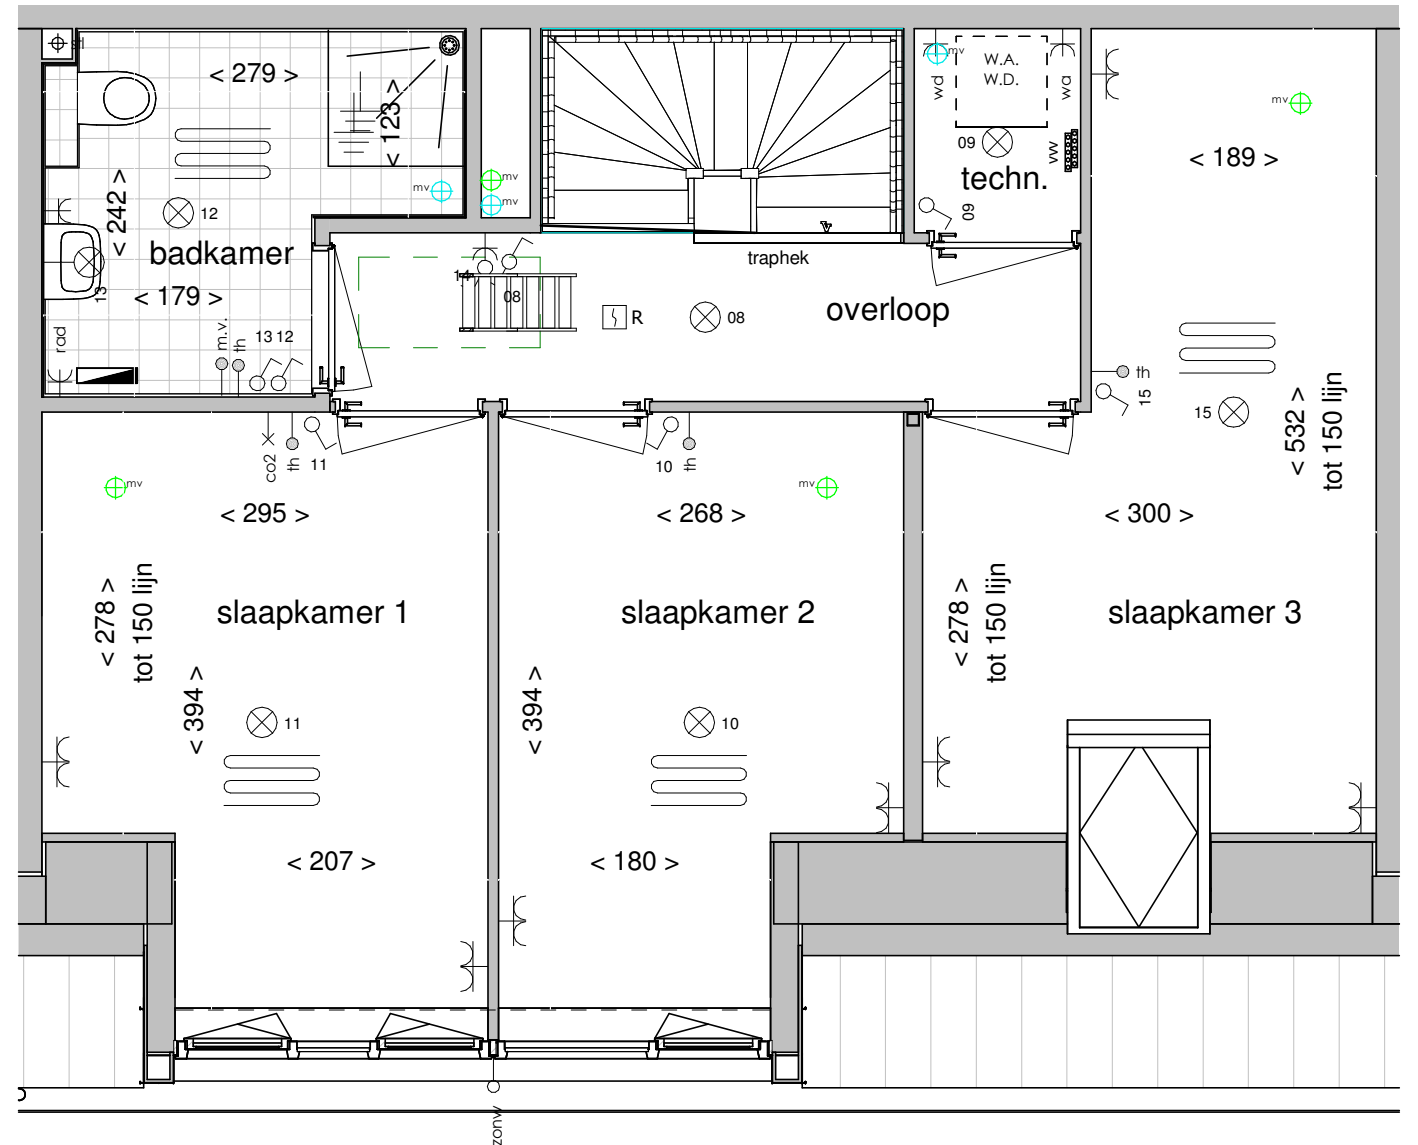 < 279 >
< 123 >
mv
mv
mv
mv
W.A.
W.D.
wd
wa
09
vw
techn.
09
mv
< 189 >
< 242 >
12
badkamer
13
< 179 >
rad
m.v.
th
13 12
14
08
R
08
traphek
overloop
th
15
15
< 532 >
tot 150 lijn
co2
th
11
10
th
mv
< 295 >
mv
< 268 >
< 300 >
< 278 >
tot 150 lijn
slaapkamer 1
slaapkamer 2
< 278 >
tot 150 lijn
slaapkamer 3
< 394 >
11
< 394 >
10
< 207 >
< 180 >
zonw